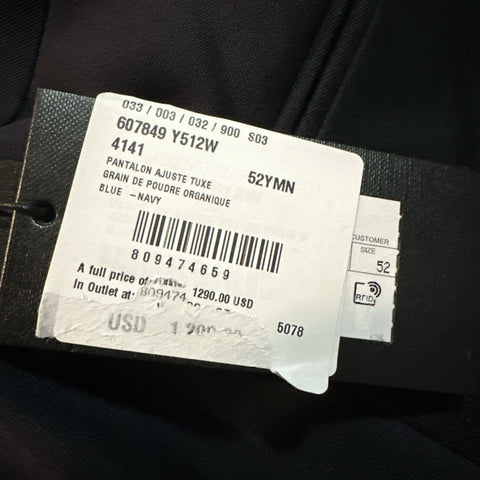 033 / 003 / 032 / 900 S03
607849 Y512W
4141 52YMN
PANTALON AJUSTE TUXE
GRAIN DE POUDRE ORGANIQUE
BLUE -NAVY
809474659
A full price of 1290.00 USD
In Outlet at: 809474
USD 5078
CUSTOMER
SIZE
52
RFID